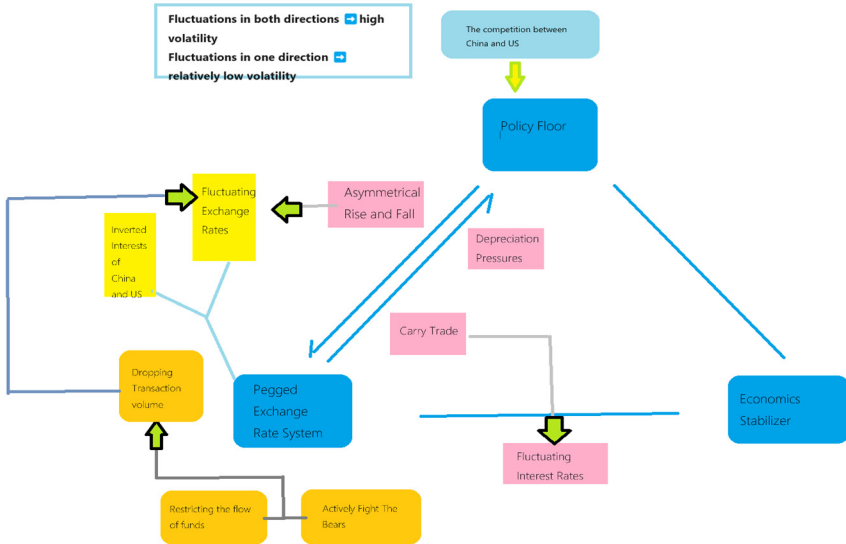 Fluctuations in both directions ➡ high
volatility
Fluctuations in one direction ➡
relatively low volatility
The competition between
China and US
Policy Floor
Fluctuating
Exchange
Rates
Asymmetrical
Rise and Fall
Inverted
Interests
of
China
and US
Depreciation
Pressures
Carry Trade
Dropping
Transaction
volume
Pegged
Exchange
Rate System
Economics
Stabilizer
Fluctuating
Interest Rates
Restricting the flow
of funds
Actively Fight The
Bears